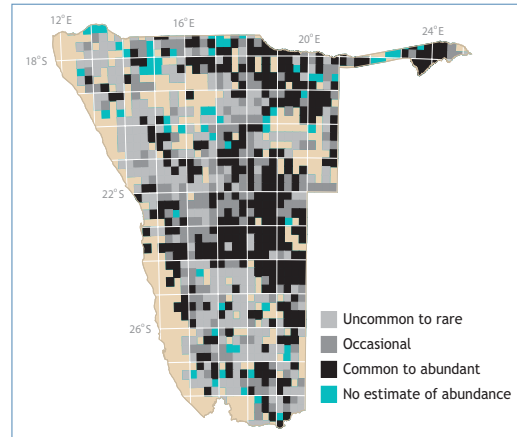 12°E 16°E 20°E 24°E
18°S
22°S
26°S
Uncommon to rare
Occasional
Common to abundant
No estimate of abundance